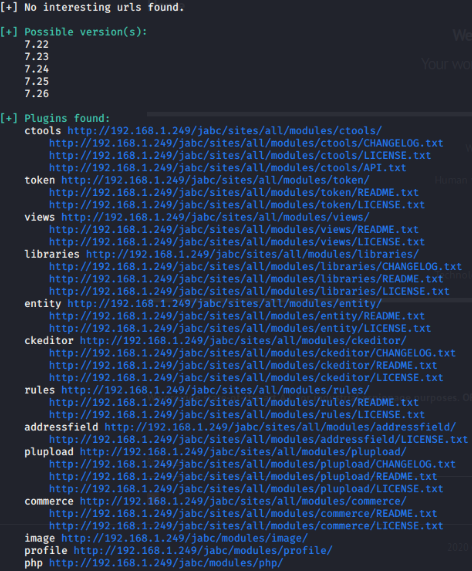 [+] No interesting urls found.
[+] Possible version(s):
7.22
7.23
7.24
7.25
7.26
[+] Plugins found:
ctools http://192.168.1.249/jabc/sites/all/modules/ctools/
http://192.168.1.249/jabc/sites/all/modules/ctools/CHANGELOG.txt
http://192.168.1.249/jabc/sites/all/modules/ctools/LICENSE.txt
http://192.168.1.249/jabc/sites/all/modules/ctools/API.txt
token http://192.168.1.249/jabc/sites/all/modules/token/
http://192.168.1.249/jabc/sites/all/modules/token/README.txt
http://192.168.1.249/jabc/sites/all/modules/token/LICENSE.txt
views http://192.168.1.249/jabc/sites/all/modules/views/
http://192.168.1.249/jabc/sites/all/modules/views/README.txt
http://192.168.1.249/jabc/sites/all/modules/views/LICENSE.txt
libraries http://192.168.1.249/jabc/sites/all/modules/libraries/
http://192.168.1.249/jabc/sites/all/modules/libraries/CHANGELOG.txt
http://192.168.1.249/jabc/sites/all/modules/libraries/README.txt
http://192.168.1.249/jabc/sites/all/modules/libraries/LICENSE.txt
entity http://192.168.1.249/jabc/sites/all/modules/entity/
http://192.168.1.249/jabc/sites/all/modules/entity/README.txt
http://192.168.1.249/jabc/sites/all/modules/entity/LICENSE.txt
ckeditor http://192.168.1.249/jabc/sites/all/modules/ckeditor/
http://192.168.1.249/jabc/sites/all/modules/ckeditor/CHANGELOG.txt
http://192.168.1.249/jabc/sites/all/modules/ckeditor/README.txt
http://192.168.1.249/jabc/sites/all/modules/ckeditor/LICENSE.txt
rules http://192.168.1.249/jabc/sites/all/modules/rules/
http://192.168.1.249/jabc/sites/all/modules/rules/README.txt
http://192.168.1.249/jabc/sites/all/modules/rules/LICENSE.txt
addressfield http://192.168.1.249/jabc/sites/all/modules/addressfield/
http://192.168.1.249/jabc/sites/all/modules/addressfield/LICENSE.txt
plupload http://192.168.1.249/jabc/sites/all/modules/plupload/
http://192.168.1.249/jabc/sites/all/modules/plupload/CHANGELOG.txt
http://192.168.1.249/jabc/sites/all/modules/plupload/README.txt
http://192.168.1.249/jabc/sites/all/modules/plupload/LICENSE.txt
commerce http://192.168.1.249/jabc/sites/all/modules/commerce/
http://192.168.1.249/jabc/sites/all/modules/commerce/README.txt
http://192.168.1.249/jabc/sites/all/modules/commerce/LICENSE.txt
image http://192.168.1.249/jabc/modules/image/
profile http://192.168.1.249/jabc/modules/profile/
php http://192.168.1.249/jabc/modules/php/